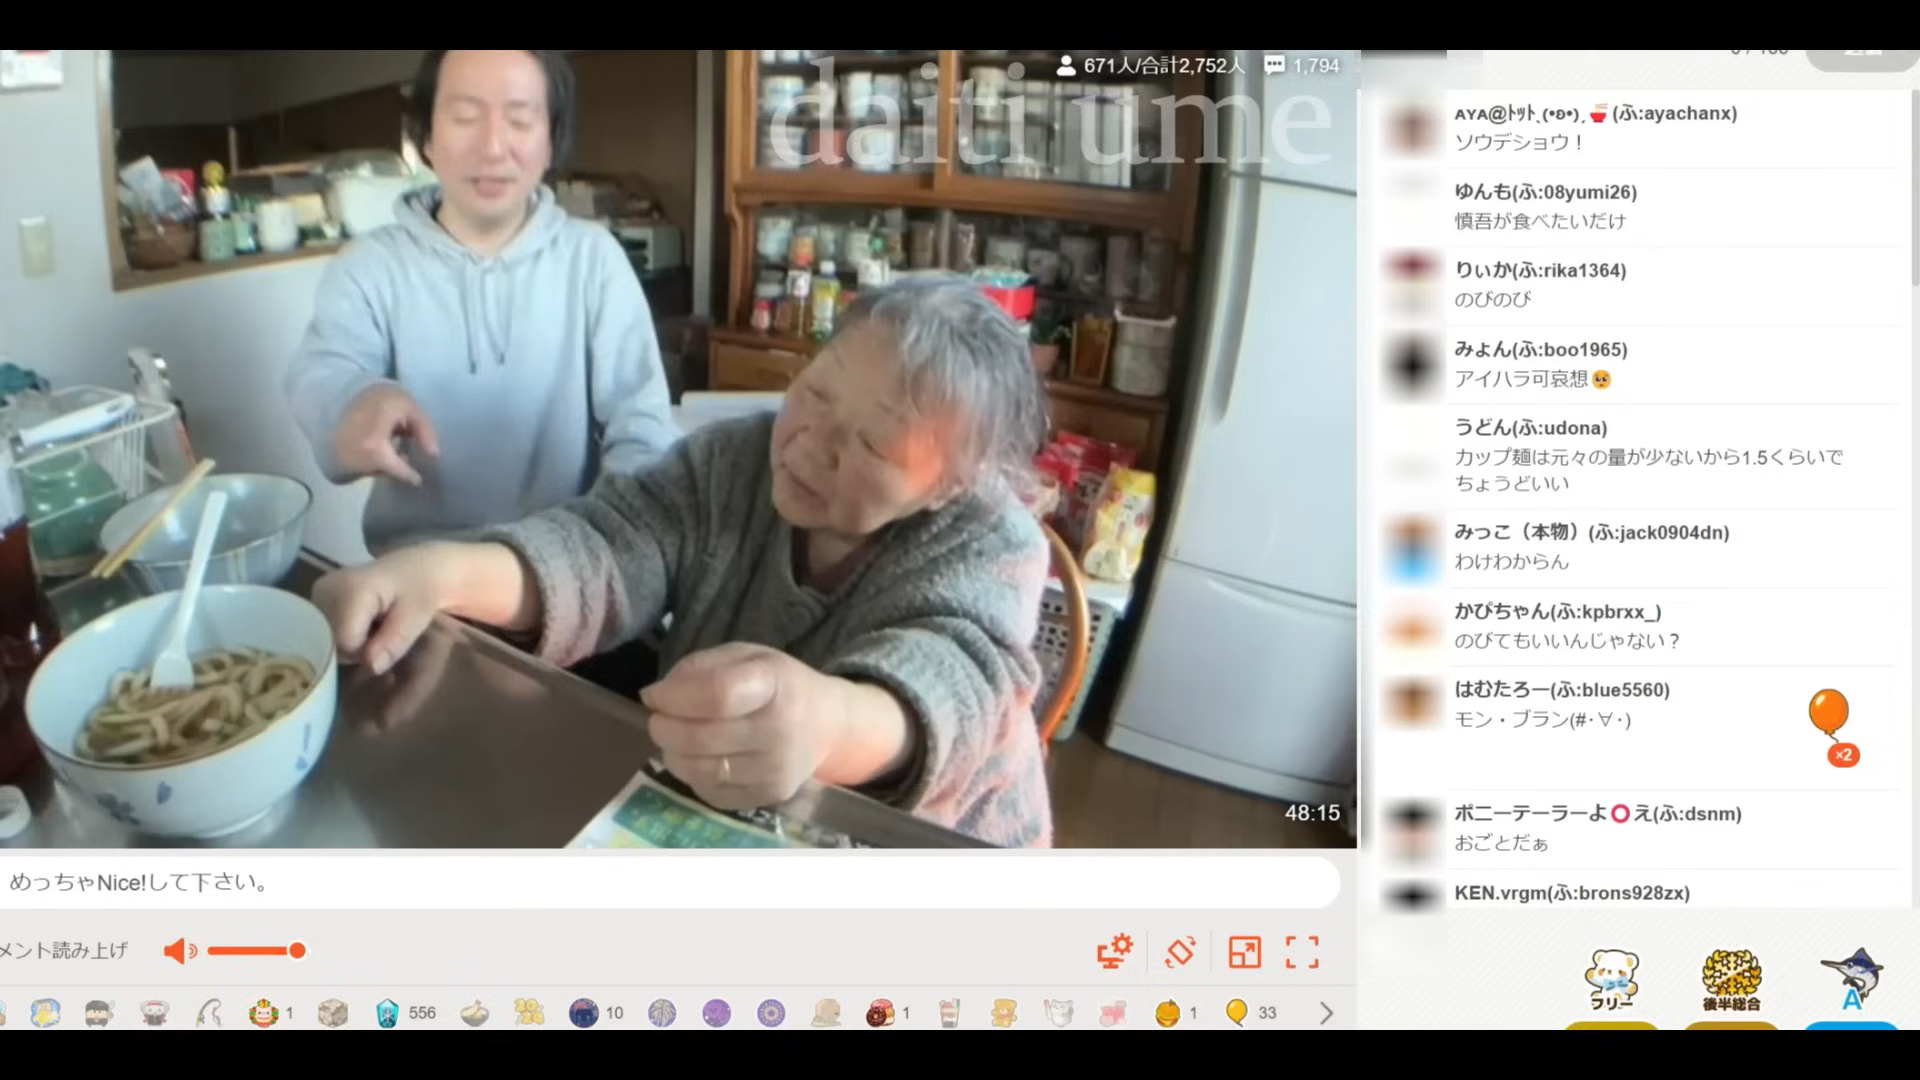 671人/合計2,752人 1,794
daiti ume
48:15
めっちゃNice!して下さい。
メント読み上げ
1
556
10
1
1
33
ᴀʏᴀ@ﾄｯﾄ ̨(•ʚ•) ̧🍜(ふ:ayachanx)
ソウデショウ！
ゆんも(ふ:08yumi26)
慎吾が食べたいだけ
りぃか(ふ:rika1364)
のびのび
みょん(ふ:boo1965)
アイハラ可哀想🥺
うどん(ふ:udona)
カップ麺は元々の量が少ないから1.5くらいで
ちょうどいい
みっこ（本物）(ふ:jack0904dn)
わけわからん
かぴちゃん(ふ:kpbrxx_)
のびてもいいんじゃない？
はむたろー(ふ:blue5560)
モン・ブラン(#･∀･)
×2
ポニーテーラーよ⭕え(ふ:dsnm)
おごとだぁ
KEN.vrgm(ふ:brons928zx)
フリー
後半総合
A